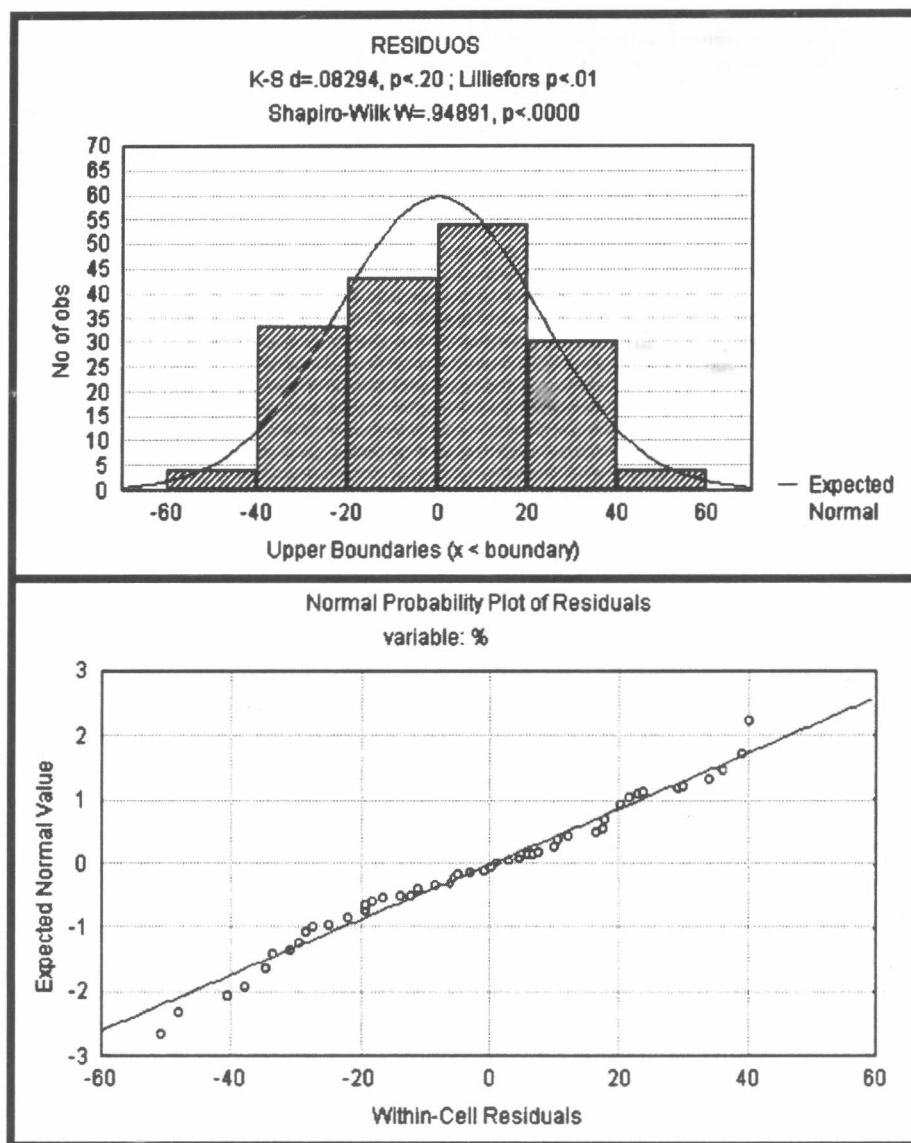 RESIDUOS
K-S d=.08294, p<.20 ; Lilliefors p<.01
Shapiro-Wilk W=.94891, p<.0000
No of obs
70
65
60
55
50
45
40
35
30
25
20
15
10
5
0
-60 -40 -20 0 20 40 60
Upper Boundaries (x < boundary)
— Expected
Normal
Normal Probability Plot of Residuals
variable: %
Expected Normal Value
3
2
1
0
-1
-2
-3
-60 -40 -20 0 20 40 60
Within-Cell Residuals